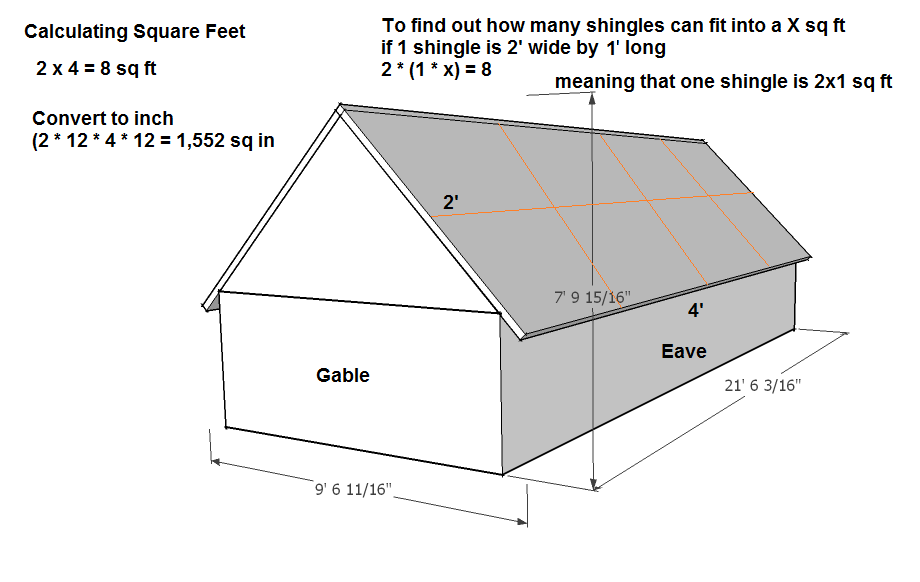 Calculating Square Feet
2 x 4 = 8 sq ft
Convert to inch
(2 * 12 * 4 * 12 = 1,552 sq in
To find out how many shingles can fit into a X sq ft
if 1 shingle is 2' wide by 1' long
2 * (1 * x) = 8
meaning that one shingle is 2x1 sq ft
2'
7' 9 15/16"
4'
Eave
Gable
21' 6 3/16"
9' 6 11/16"